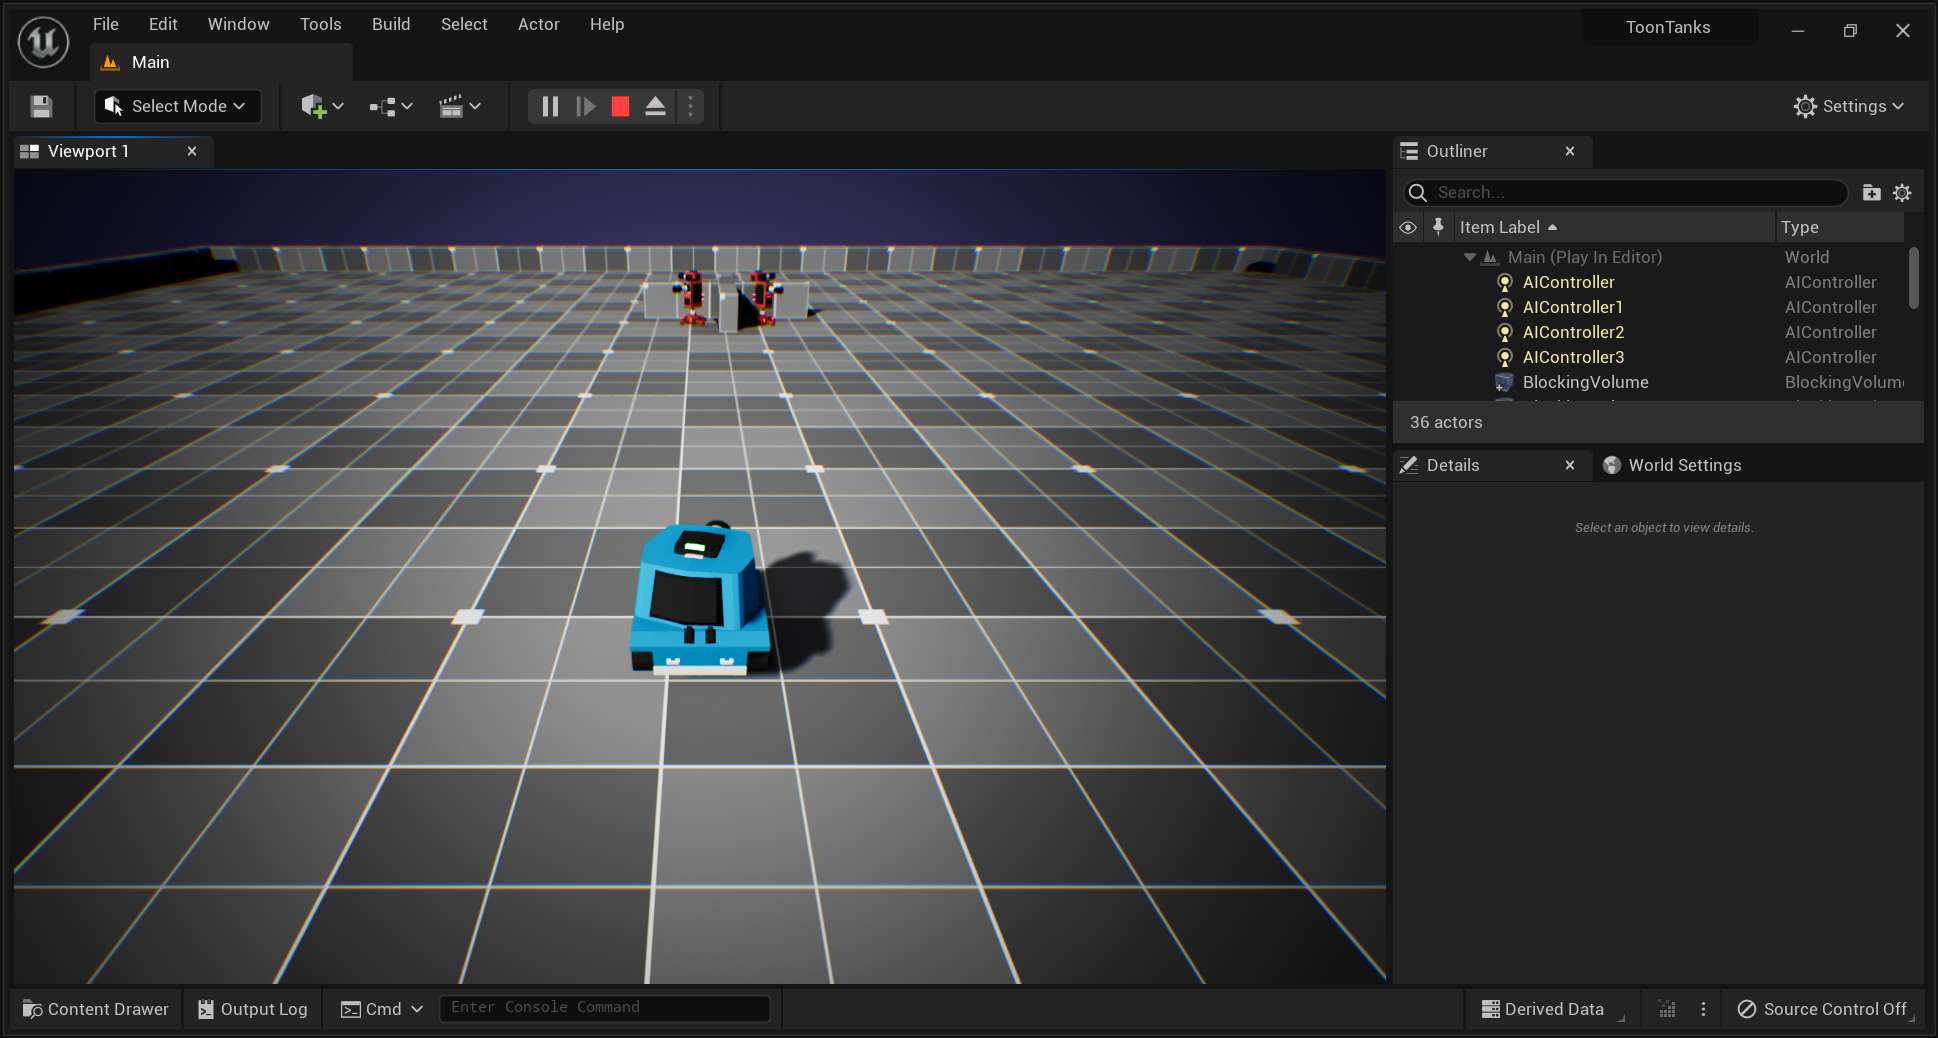 File Edit Window Tools Build Select Actor Help
ToonTanks
Main
Select Mode
Settings
Viewport 1
Outliner
Search...
Item Label Type
Main (Play In Editor) World
AIController AIController
AIController1 AIController
AIController2 AIController
AIController3 AIController
BlockingVolume BlockingVolum
36 actors
Details World Settings
Select an object to view details.
Content Drawer Output Log Cmd Enter Console Command Derived Data Source Control Off